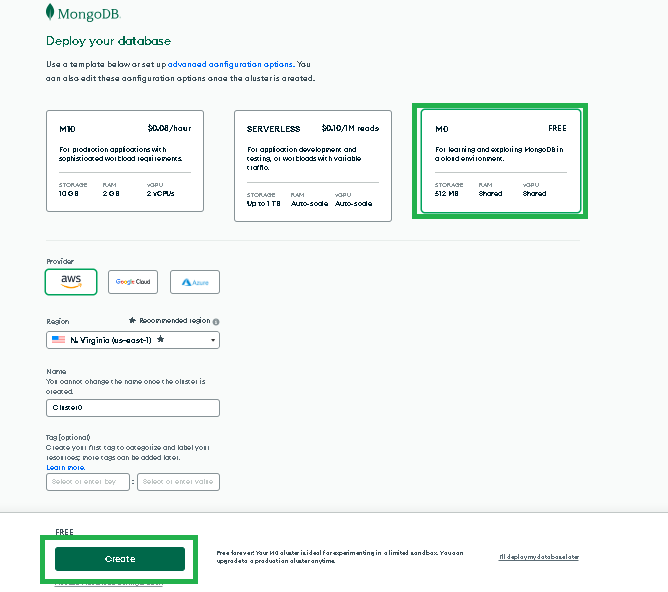 MongoDB.
Deploy your database
Use a template below or set up advanced configuration options. You
can also edit these configuration options once the cluster is created.
M10 $0.08/hour
For production applications with
sophisticated workload requirements.
STORAGE RAM vCPU
10 GB 2 GB 2 vCPUs
SERVERLESS $0.10/1M reads
For application development and
testing, or workloads with variable
traffic.
STORAGE RAM vCPU
Up to 1 TB Auto-scale Auto-scale
M0 FREE
For learning and exploring MongoDB in
a cloud environment.
STORAGE RAM vCPU
512 MB Shared Shared
Provider
aws Google Cloud Azure
Region ★ Recommended region
N. Virginia (us-east-1) ★
Name
You cannot change the name once the cluster is
created.
Cluster0
Tag (optional)
Create your first tag to categorize and label your
resources; more tags can be added later.
Learn more.
Select or enter key : Select or enter value
FREE
Create
Free forever! Your M0 cluster is ideal for experimenting in a limited sandbox. You can
upgrade to a production cluster anytime.
I'll deploy my database later